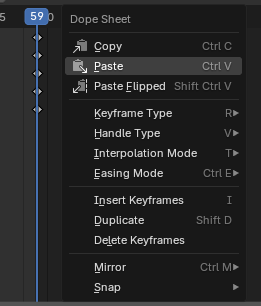 5
59
0
Dope Sheet
Copy Ctrl C
Paste Ctrl V
Paste Flipped Shift Ctrl V
Keyframe Type R
Handle Type V
Interpolation Mode T
Easing Mode Ctrl E
Insert Keyframes I
Duplicate Shift D
Delete Keyframes
Mirror Ctrl M
Snap